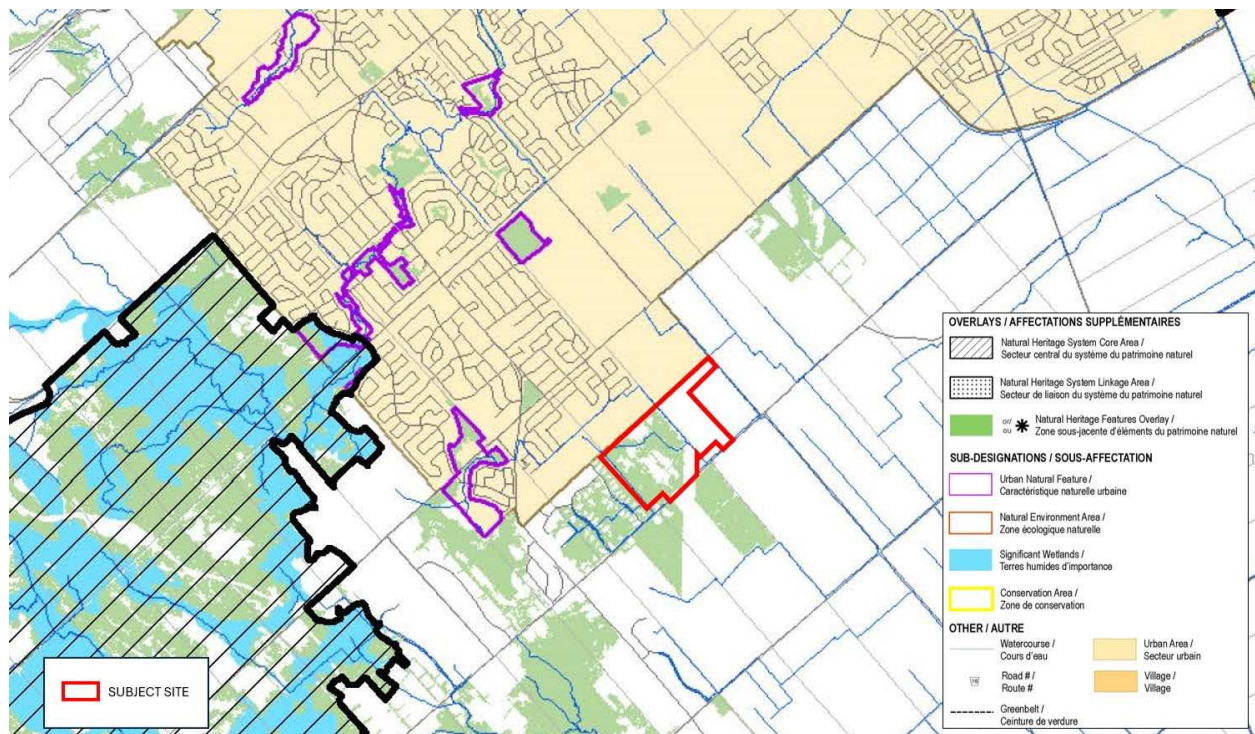 OVERLAYS / AFFECTATIONS SUPPLÉMENTAIRES
Natural Heritage System Core Area /
Secteur central du système du patrimoine naturel
Natural Heritage System Linkage Area /
Secteur de liaison du système du patrimoine naturel
or/
ou
Natural Heritage Features Overlay /
Zone sous-jacente d'éléments du patrimoine naturel
SUB-DESIGNATIONS / SOUS-AFFECTATION
Urban Natural Feature /
Caractéristique naturelle urbaine
Natural Environment Area /
Zone écologique naturelle
Significant Wetlands /
Terres humides d'importance
Conservation Area /
Zone de conservation
OTHER / AUTRE
Watercourse /
Cours d'eau
Urban Area /
Secteur urbain
Road # /
Route #
Village /
Village
Greenbelt /
Ceinture de verdure
SUBJECT SITE